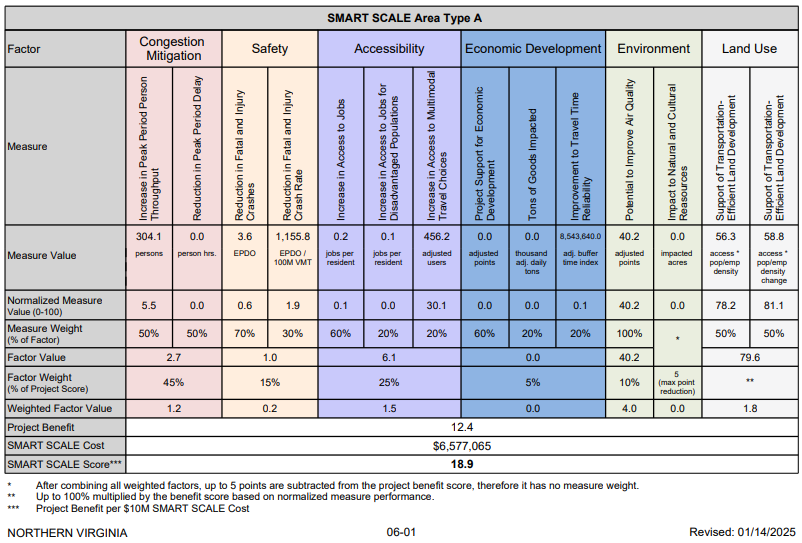 SMART SCALE Area Type A
Factor
Congestion Mitigation
Safety
Accessibility
Economic Development
Environment
Land Use
Measure
Increase in Peak Period Person Throughput
Reduction in Peak Period Delay
Reduction in Fatal and Injury Crashes
Reduction in Fatal and Injury Crash Rate
Increase in Access to Jobs
Increase in Access to Jobs for Disadvantaged Populations
Increase in Access to Multimodal Travel Choices
Project Support for Economic Development
Tons of Goods Impacted
Improvement to Travel Time Reliability
Potential to Improve Air Quality
Impact to Natural and Cultural Reasources
Support of Transportation-Efficient Land Development
Support of Transportation-Efficient Land Development
Measure Value
304.1 persons
0.0 person hrs.
3.6 EPDO
1,155.8 EPDO / 100M VMT
0.2 jobs per resident
0.1 jobs per resident
456.2 adjusted users
0.0 adjusted points
0.0 thousand adj. daily tons
8,543,640.0 adj. buffer time index
40.2 adjusted points
0.0 impacted acres
56.3 access * pop/emp density
58.8 access * pop/emp density change
Normalized Measure Value (0-100)
5.5 0.0 0.6 1.9 0.1 0.0 30.1 0.0 0.0 0.1 40.2 0.0 78.2 81.1
Measure Weight (% of Factor)
50% 50% 70% 30% 60% 20% 20% 60% 20% 20% 100% * 50% 50%
Factor Value
2.7 1.0 6.1 0.0 40.2 79.6
Factor Weight (% of Project Score)
45% 15% 25% 5% 10% 5 (max point reduction) **
Weighted Factor Value
1.2 0.2 1.5 0.0 4.0 0.0 1.8
Project Benefit 12.4
SMART SCALE Cost $6,577,065
SMART SCALE Score*** 18.9
* After combining all weighted factors, up to 5 points are subtracted from the project benefit score, therefore it has no measure weight.
** Up to 100% multiplied by the benefit score based on normalized measure performance.
*** Project Benefit per $10M SMART SCALE Cost
NORTHERN VIRGINIA 06-01 Revised: 01/14/2025